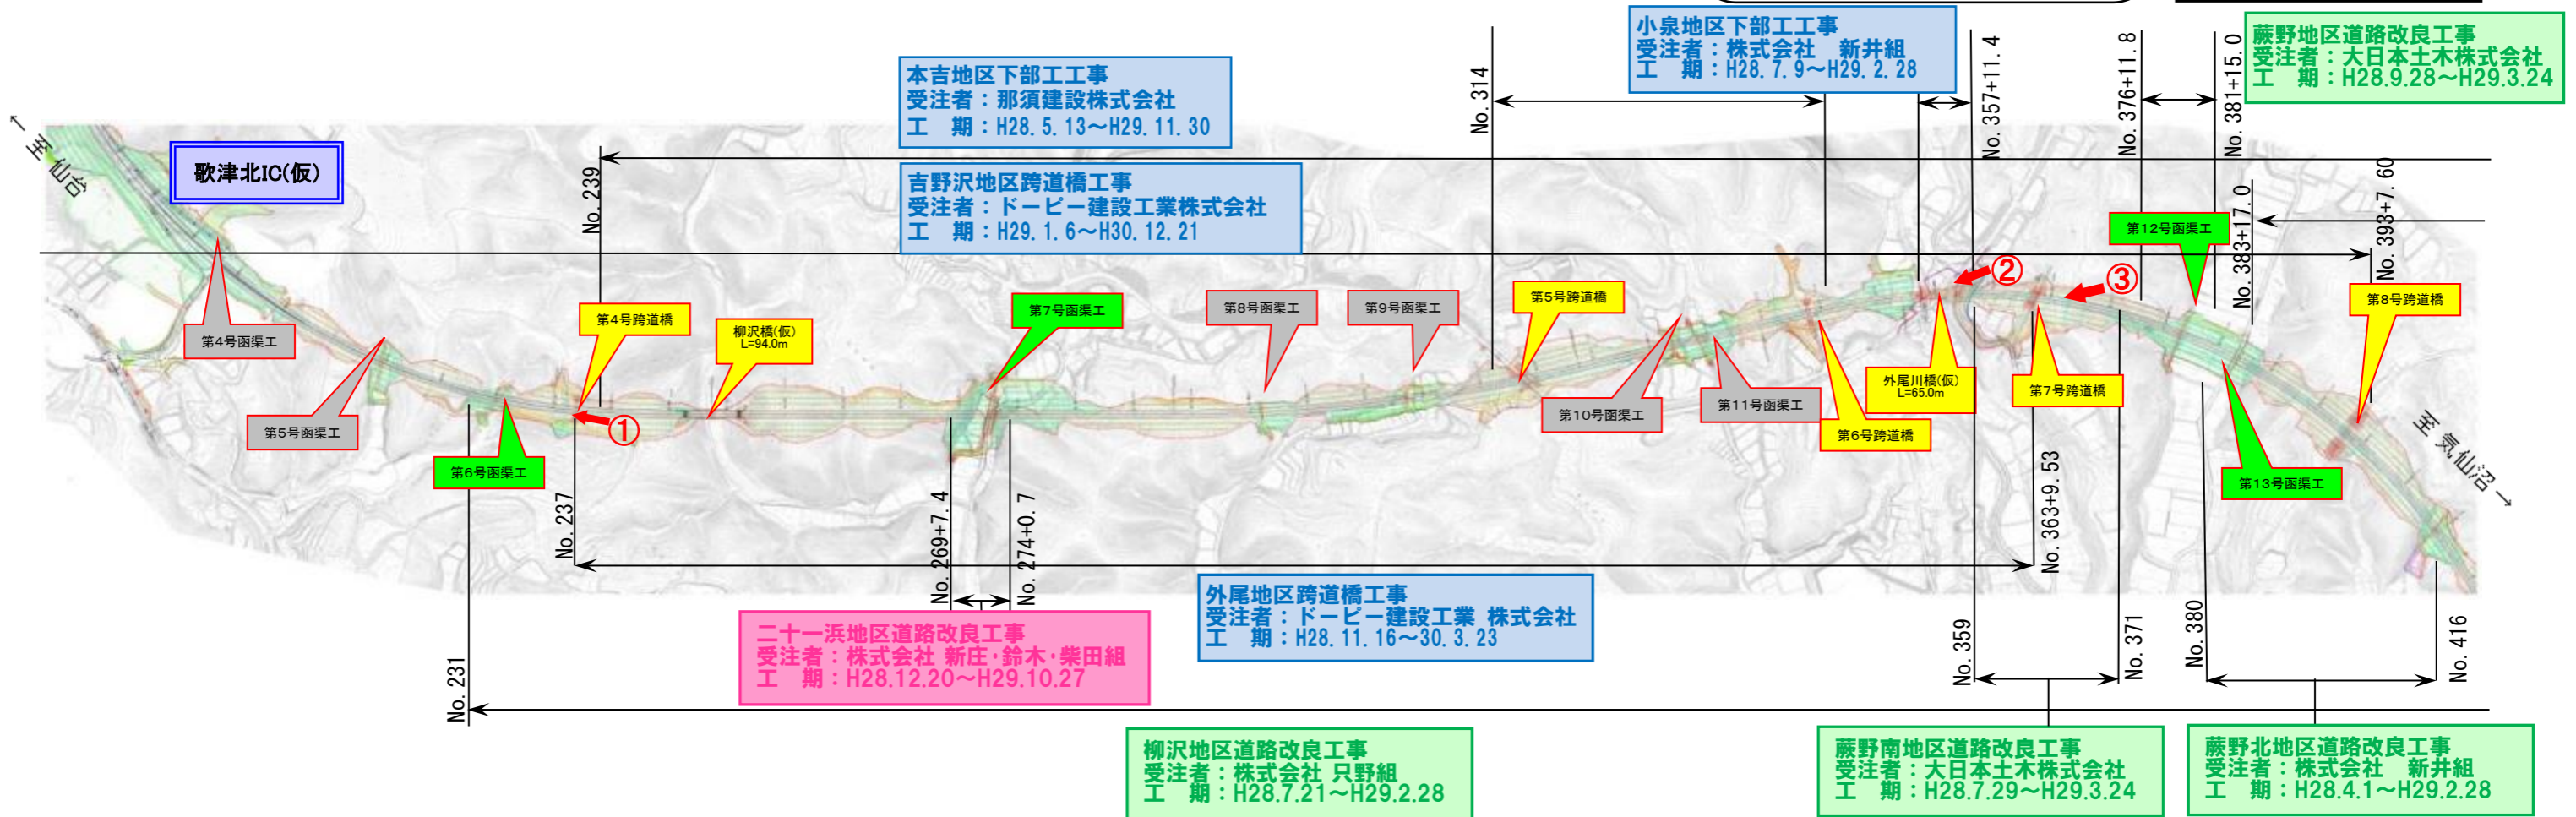 小泉地区下部工工事
受注者：株式会社　新井組
工　期：H28.7.9～H29.2.28
蕨野地区道路改良工事
受注者：大日本土木株式会社
工　期：H28.9.28～H29.3.24
本吉地区下部工工事
受注者：那須建設株式会社
工　期：H28.5.13～H29.11.30
No.314
No.357+11.4
No.376+11.8
No.381+15.0
← 至 仙台
歌津北IC(仮)
No.239
吉野沢地区跨道橋工事
受注者：ドーピー建設工業株式会社
工　期：H29.1.6～H30.12.21
No.383+17.0
No.393+7.60
第12号函渠工
②
③
第4号函渠工
第4号跨道橋
柳沢橋(仮)
L=94.0m
第7号函渠工
第8号函渠工
第9号函渠工
第5号跨道橋
第8号跨道橋
第5号函渠工
①
第10号函渠工
第11号函渠工
第6号跨道橋
外尾川橋(仮)
L=65.0m
第7号跨道橋
至 気仙沼 →
第6号函渠工
第13号函渠工
No.237
No.269+7.4
No.274+0.7
No.363+9.53
外尾地区跨道橋工事
受注者：ドーピー建設工業 株式会社
工　期：H28.11.16～30.3.23
二十一浜地区道路改良工事
受注者：株式会社 新庄・鈴木・柴田組
工　期：H28.12.20～H29.10.27
No.231
No.359
No.371
No.380
No.416
柳沢地区道路改良工事
受注者：株式会社 只野組
工　期：H28.7.21～H29.2.28
蕨野南地区道路改良工事
受注者：大日本土木株式会社
工　期：H28.7.29～H29.3.24
蕨野北地区道路改良工事
受注者：株式会社　新井組
工　期：H28.4.1～H29.2.28